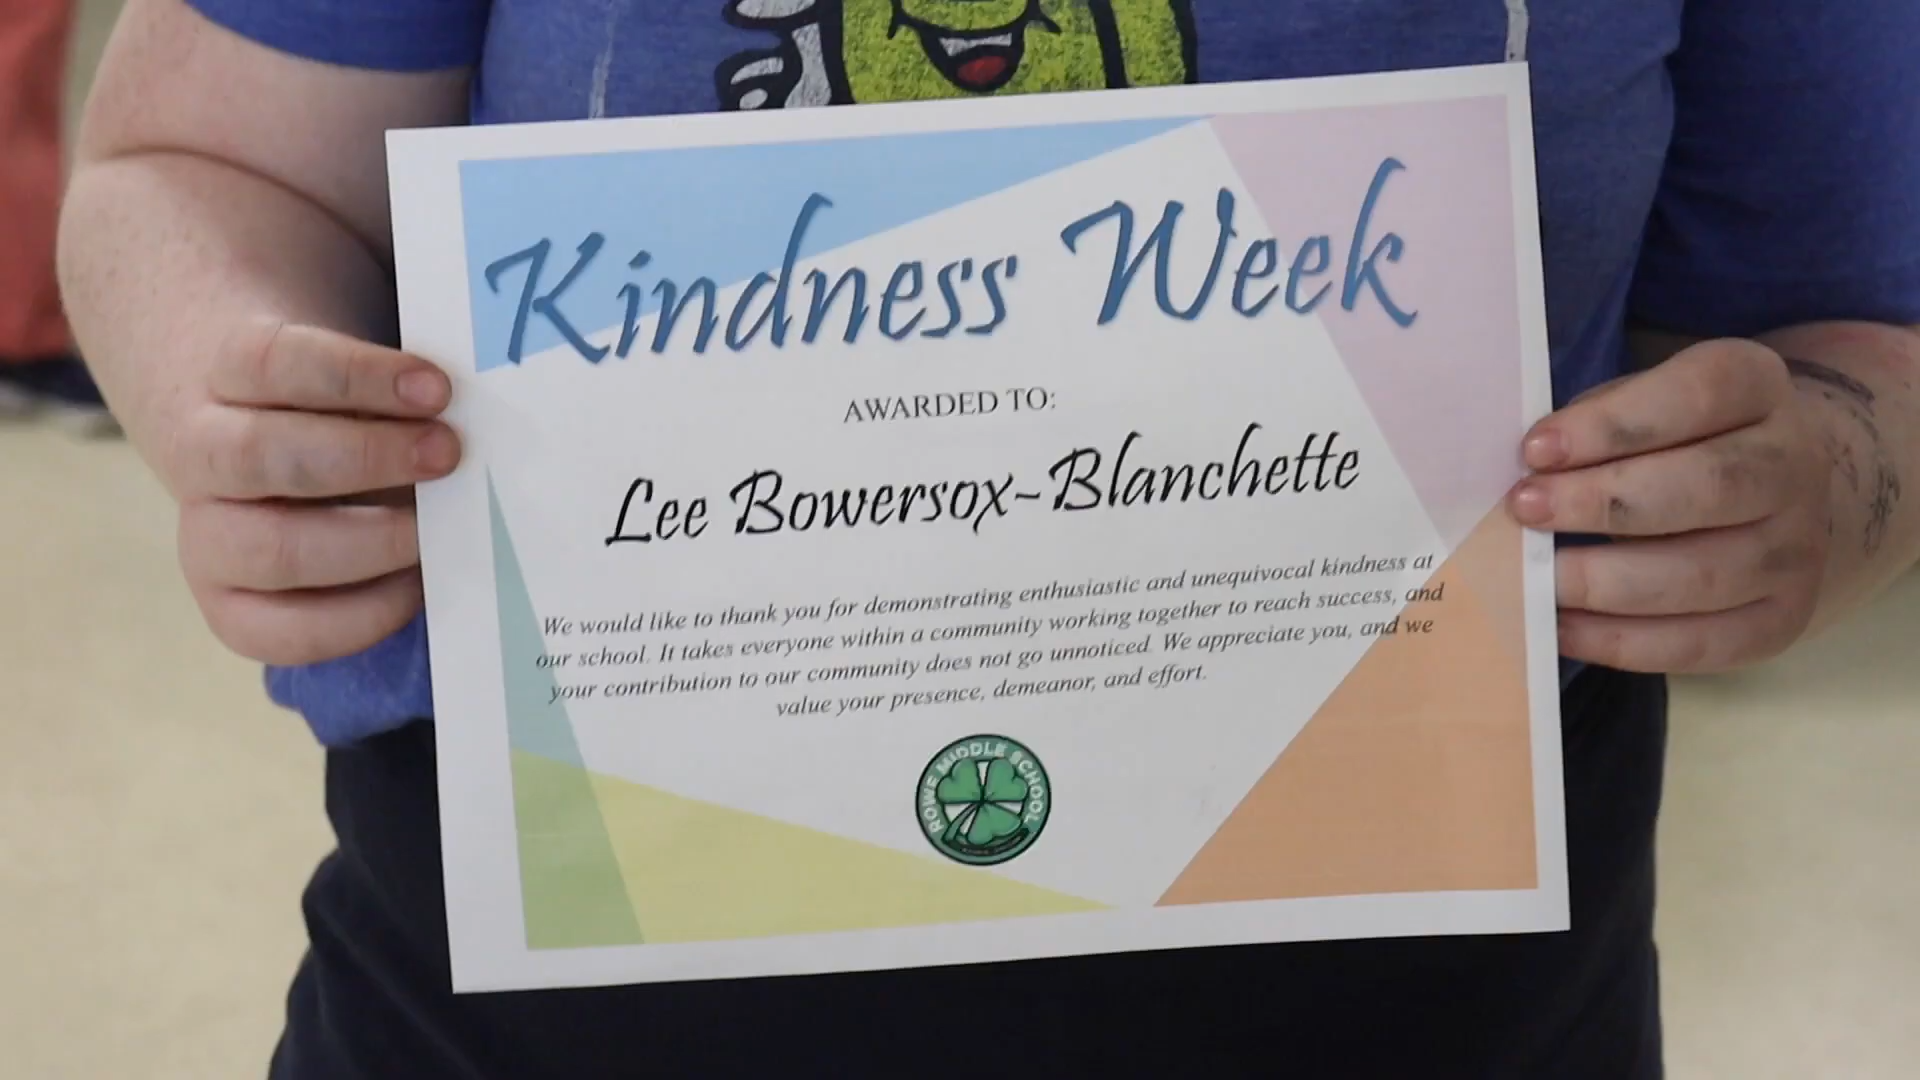 Kindness Week
AWARDED TO:
Lee Bowersox-Blanchette
We would like to thank you for demonstrating enthusiastic and unequivocal kindness at
our school. It takes everyone within a community working together to reach success, and
your contribution to our community does not go unnoticed. We appreciate you, and we
value your presence, demeanor, and effort.
ROWE MIDDLE SCHOOL